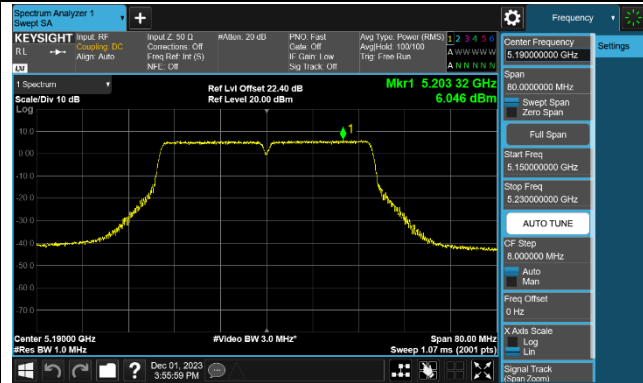 Spectrum Analyzer 1
Swept SA
Frequency
KEYSIGHT
RL
LXI
Input: RF
Coupling: DC
Align: Auto
Input Z: 50 Ω
Corrections: Off
Freq Ref: Int (S)
NFE: Off
#Atten: 20 dB
PNO: Fast
Gate: Off
IF Gain: Low
Sig Track: Off
Avg Type: Power (RMS)
Avg|Hold: 100/100
Trig: Free Run
1 2 3 4 5 6
A W W W W W
A N N N N N
1 Spectrum
Scale/Div 10 dB
Log
Ref Lvl Offset 22.40 dB
Ref Level 20.00 dBm
Mkr1 5.203 32 GHz
6.046 dBm
1
10.0
0.00
-10.0
-20.0
-30.0
-40.0
-50.0
-60.0
-70.0
Center 5.19000 GHz
#Res BW 1.0 MHz
#Video BW 3.0 MHz*
Span 80.00 MHz
Sweep 1.07 ms (2001 pts)
Dec 01, 2023
3:55:59 PM
Settings
Center Frequency
5.190000000 GHz
Span
80.0000000 MHz
Swept Span
Zero Span
Full Span
Start Freq
5.150000000 GHz
Stop Freq
5.230000000 GHz
AUTO TUNE
CF Step
8.000000 MHz
Auto
Man
Freq Offset
0 Hz
X Axis Scale
Log
Lin
Signal Track
(Span Zoom)